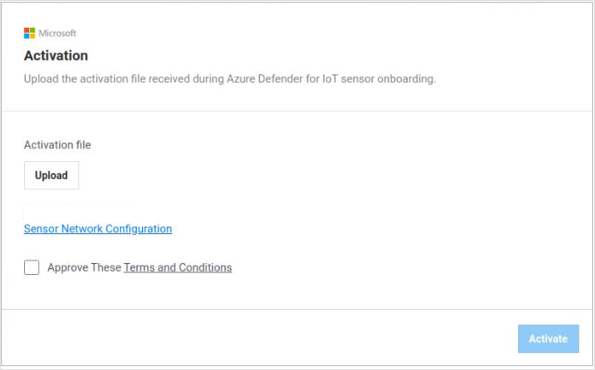 Microsoft
Activation
Upload the activation file received during Azure Defender for IoT sensor onboarding.
Activation file
Upload
Sensor Network Configuration
Approve These Terms and Conditions
Activate